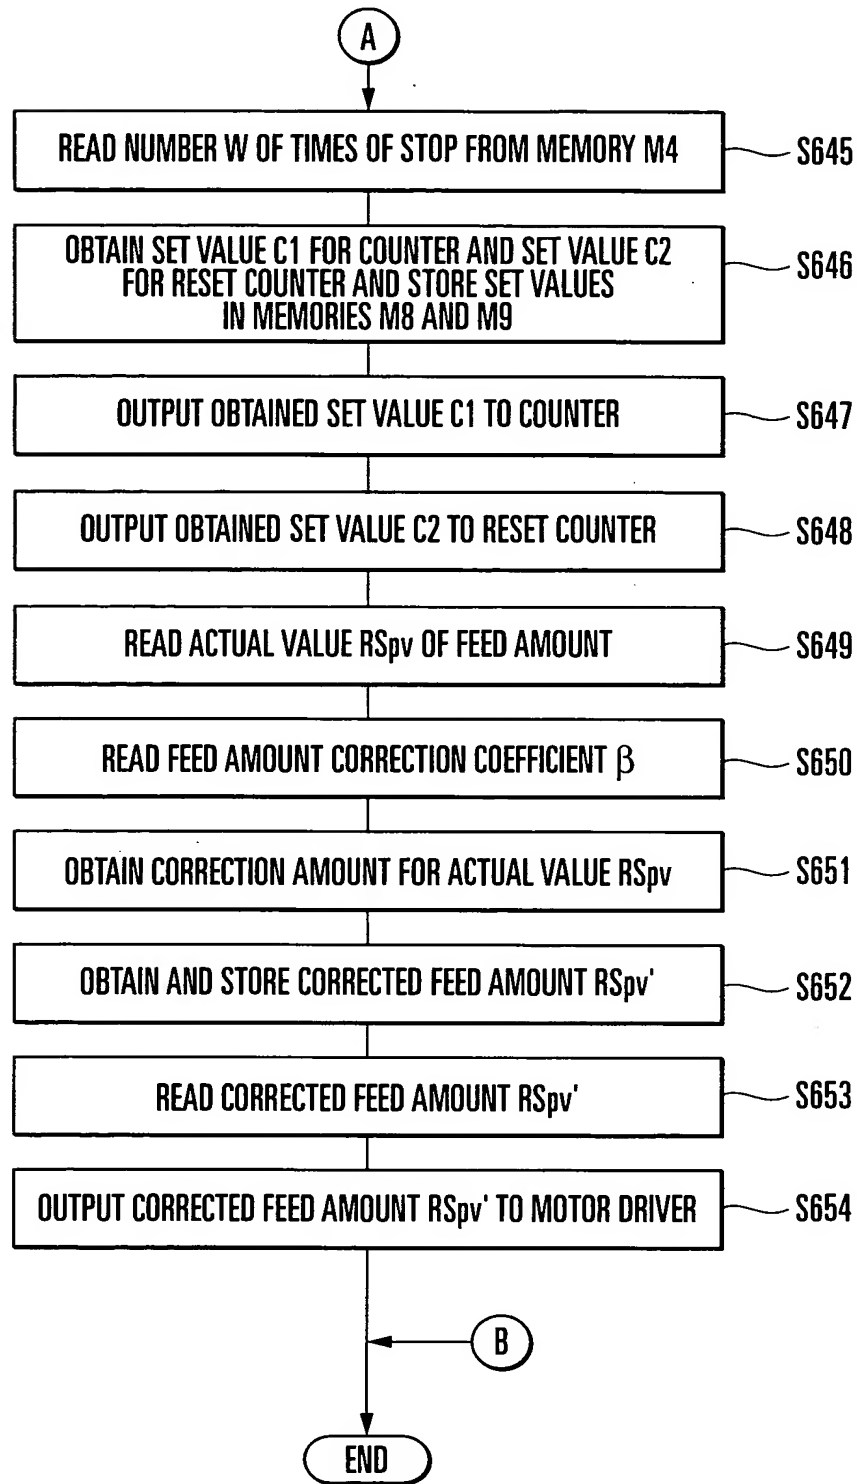 A
READ NUMBER W OF TIMES OF STOP FROM MEMORY M4
S645
OBTAIN SET VALUE C1 FOR COUNTER AND SET VALUE C2
FOR RESET COUNTER AND STORE SET VALUES
IN MEMORIES M8 AND M9
S646
OUTPUT OBTAINED SET VALUE C1 TO COUNTER
S647
OUTPUT OBTAINED SET VALUE C2 TO RESET COUNTER
S648
READ ACTUAL VALUE RSpv OF FEED AMOUNT
S649
READ FEED AMOUNT CORRECTION COEFFICIENT β
S650
OBTAIN CORRECTION AMOUNT FOR ACTUAL VALUE RSpv
S651
OBTAIN AND STORE CORRECTED FEED AMOUNT RSpv'
S652
READ CORRECTED FEED AMOUNT RSpv'
S653
OUTPUT CORRECTED FEED AMOUNT RSpv' TO MOTOR DRIVER
S654
B
END